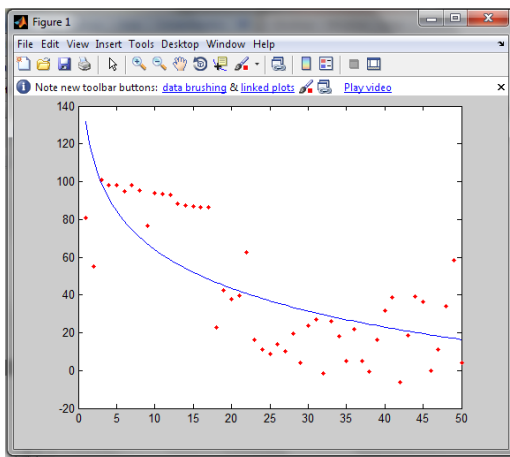 Figure 1
File Edit View Insert Tools Desktop Window Help
Note new toolbar buttons: data brushing & linked plots Play video
140
120
100
80
60
40
20
0
-20
0 5 10 15 20 25 30 35 40 45 50